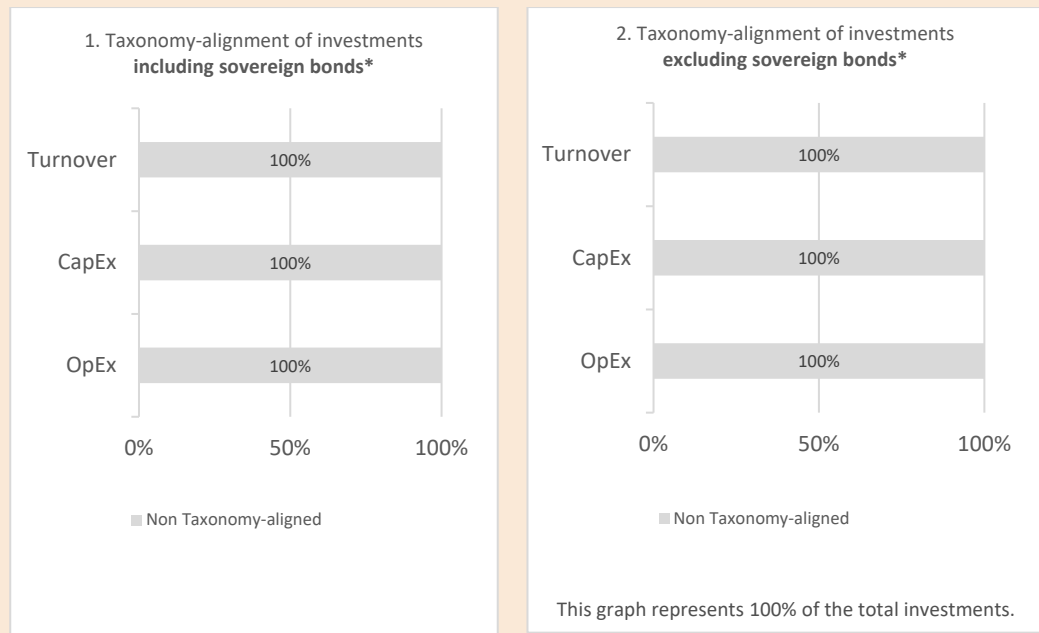 1. Taxonomy-alignment of investments
including sovereign bonds*
Turnover
100%
CapEx
100%
OpEx
100%
0%
50%
100%
Non Taxonomy-aligned
2. Taxonomy-alignment of investments
excluding sovereign bonds*
Turnover
100%
CapEx
100%
OpEx
100%
0%
50%
100%
Non Taxonomy-aligned
This graph represents 100% of the total investments.